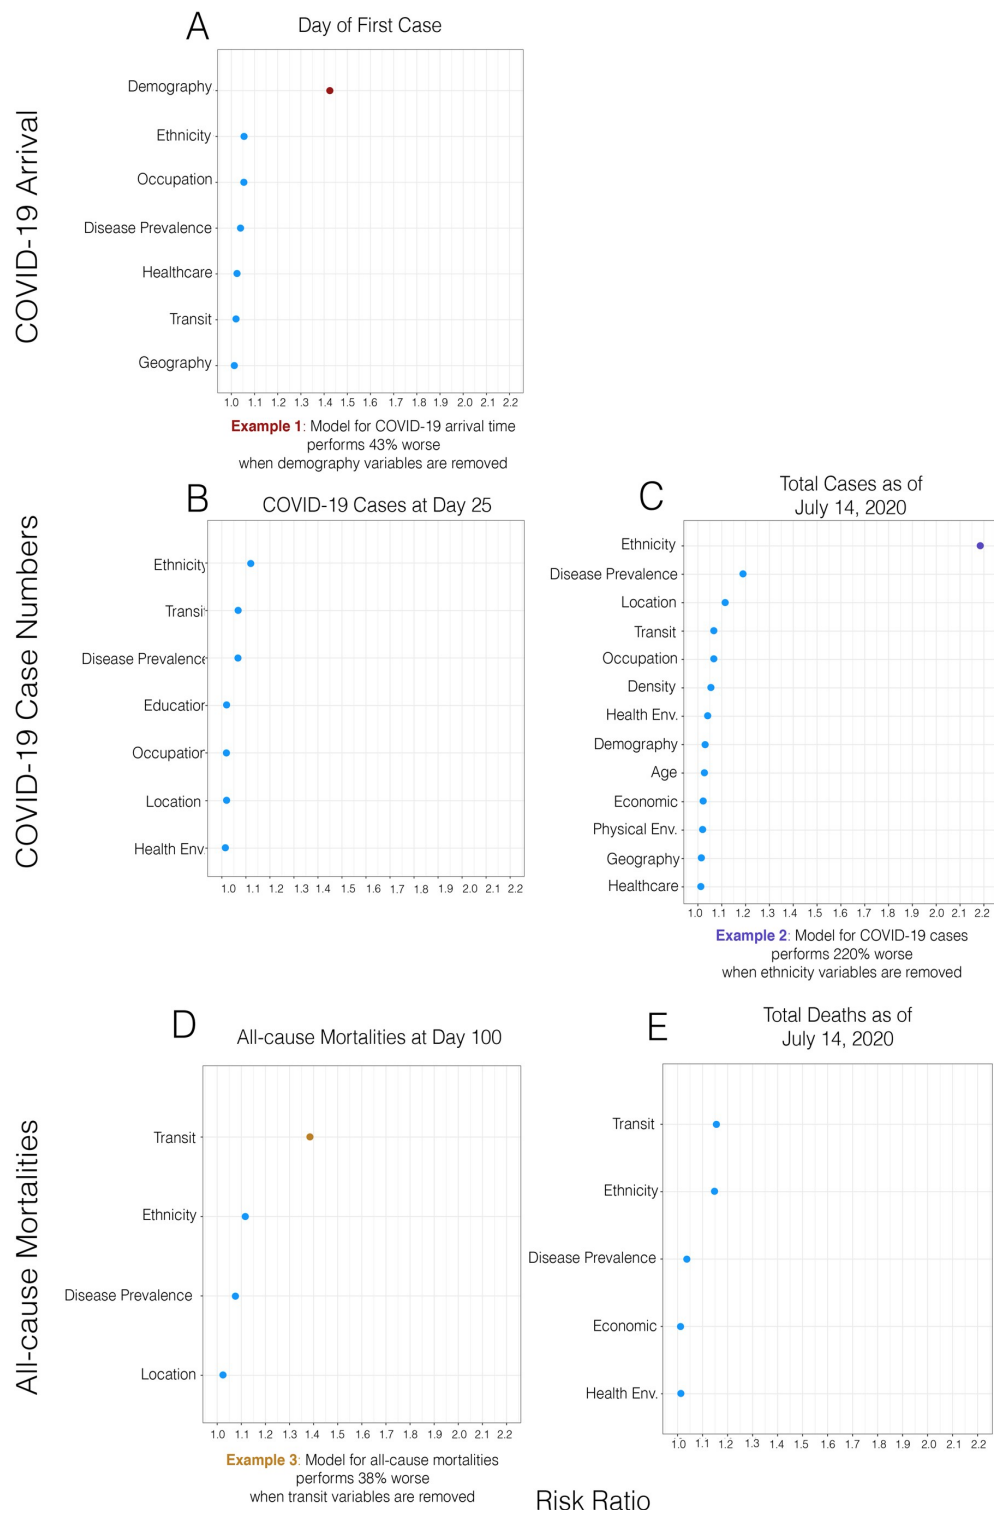 COVID-19 Arrival
A
Day of First Case
Demography
Ethnicity
Occupation
Disease Prevalence
Healthcare
Transit
Geography
1.0 1.1 1.2 1.3 1.4 1.5 1.6 1.7 1.8 1.9 2.0 2.1 2.2
Example 1: Model for COVID-19 arrival time
performs 43% worse
when demography variables are removed
COVID-19 Case Numbers
B
COVID-19 Cases at Day 25
Ethnicity
Transi
Disease Prevalence
Education
Occupation
Location
Health Env.
1.0 1.1 1.2 1.3 1.4 1.5 1.6 1.7 1.8 1.9 2.0 2.1 2.2
C
Total Cases as of
July 14, 2020
Ethnicity
Disease Prevalence
Location
Transit
Occupation
Density
Health Env.
Demography
Age
Economic
Physical Env.
Geography
Healthcare
1.0 1.1 1.2 1.3 1.4 1.5 1.6 1.7 1.8 1.9 2.0 2.1 2.2
Example 2: Model for COVID-19 cases
performs 220% worse
when ethnicity variables are removed
All-cause Mortalities
D
All-cause Mortalities at Day 100
Transit
Ethnicity
Disease Prevalence
Location
1.0 1.1 1.2 1.3 1.4 1.5 1.6 1.7 1.8 1.9 2.0 2.1 2.2
Example 3: Model for all-cause mortalities
performs 38% worse
when transit variables are removed
E
Total Deaths as of
July 14, 2020
Transit
Ethnicity
Disease Prevalence
Economic
Health Env.
1.0 1.1 1.2 1.3 1.4 1.5 1.6 1.7 1.8 1.9 2.0 2.1 2.2
Risk Ratio